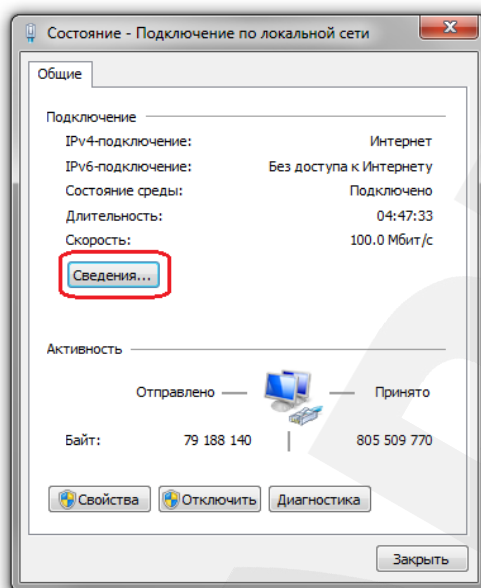 Состояние - Подключение по локальной сети
Общие
Подключение
IPv4-подключение: Интернет
IPv6-подключение: Без доступа к Интернету
Состояние среды: Подключено
Длительность: 04:47:33
Скорость: 100.0 Мбит/с
Сведения...
Активность
Отправлено — — Принято
Байт: 79 188 140 | 805 509 770
Свойства Отключить Диагностика
Закрыть